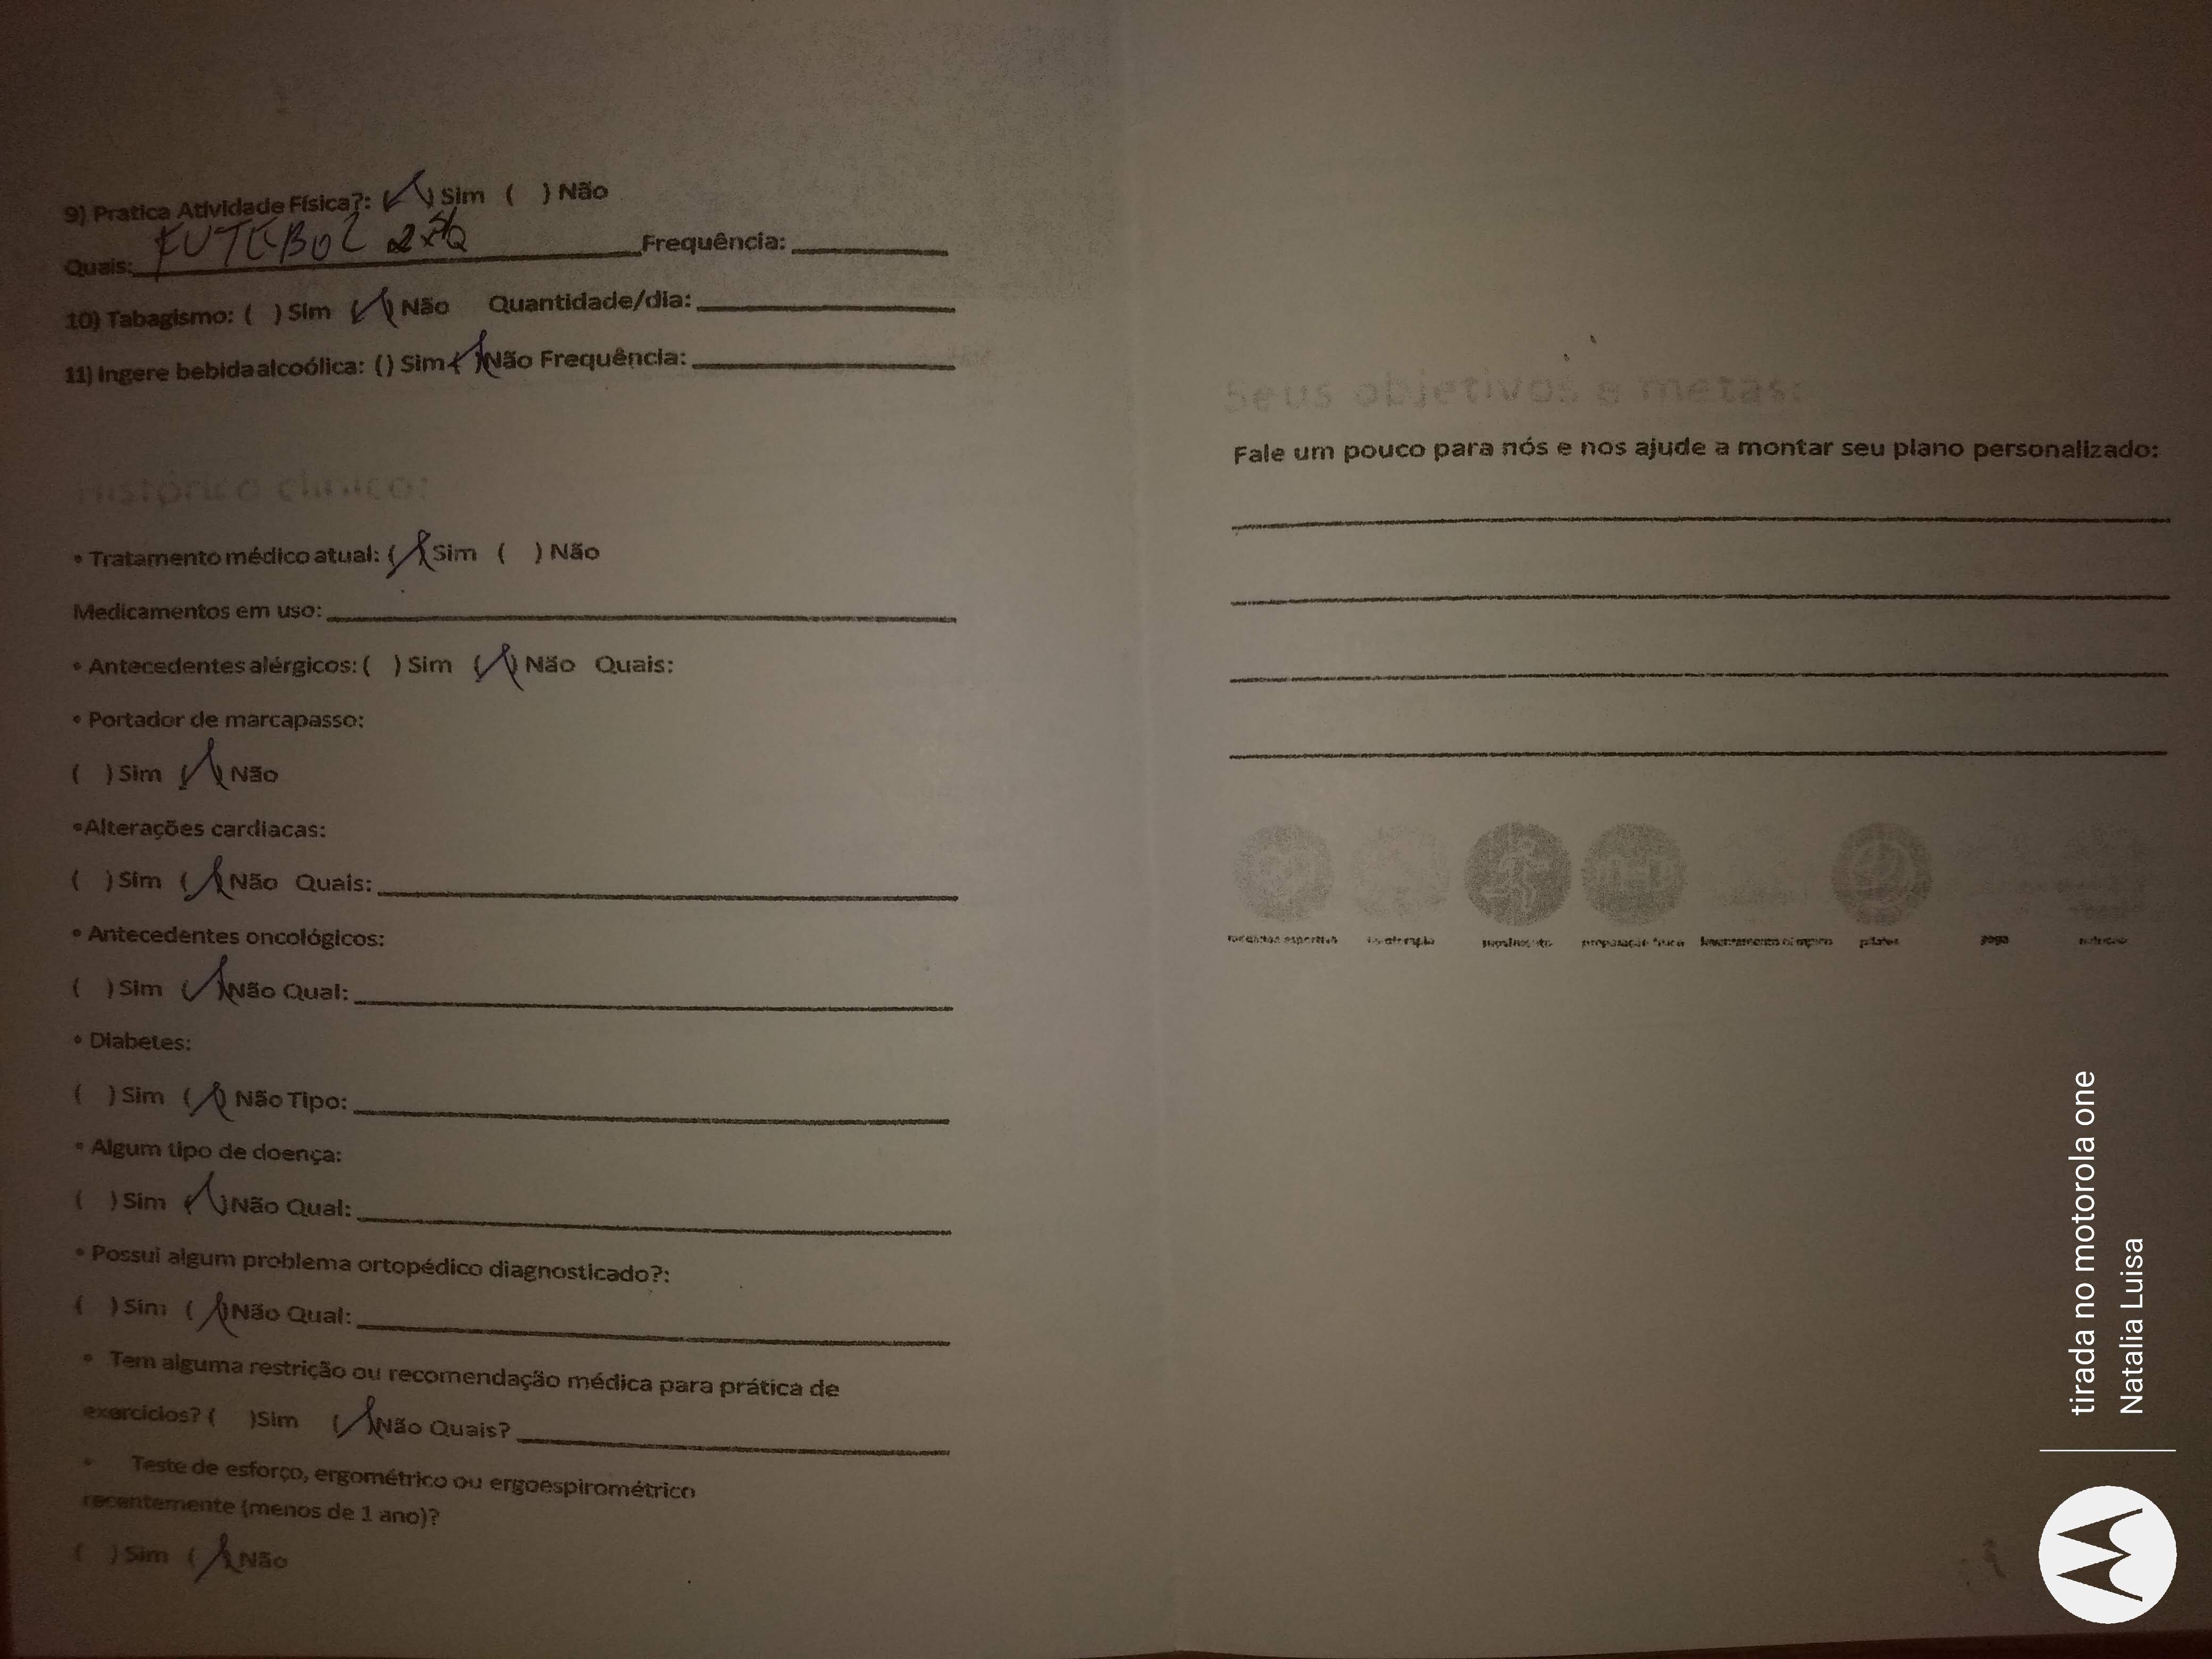 9) Pratica Atividade Física?: (✓) Sim ( ) Não
Quais: FUTEBOL 2x Frequência:
10) Tabagismo: ( ) Sim (✓) Não Quantidade/dia:
11) Ingere bebida alcoólica: () Sim (✓) Não Frequência:
Histórico clínico:
• Tratamento médico atual: (✓) Sim ( ) Não
Medicamentos em uso:
• Antecedentes alérgicos: ( ) Sim (✓) Não Quais:
• Portador de marcapasso:
( ) Sim (✓) Não
• Alterações cardíacas:
( ) Sim (✓) Não Quais:
• Antecedentes oncológicos:
( ) Sim (✓) Não Qual:
• Diabetes:
( ) Sim (✓) Não Tipo:
• Algum tipo de doença:
( ) Sim (✓) Não Qual:
• Possui algum problema ortopédico diagnosticado?:
( ) Sim (✓) Não Qual:
• Tem alguma restrição ou recomendação médica para prática de
exercícios? ( ) Sim (✓) Não Quais?
• Teste de esforço, ergométrico ou ergoespirométrico
recentemente (menos de 1 ano)?
( ) Sim (✓) Não
Seus objetivos e metas:
Fale um pouco para nós e nos ajude a montar seu plano personalizado:
pilates
yoga
tirada no motorola one
Natalia Luisa